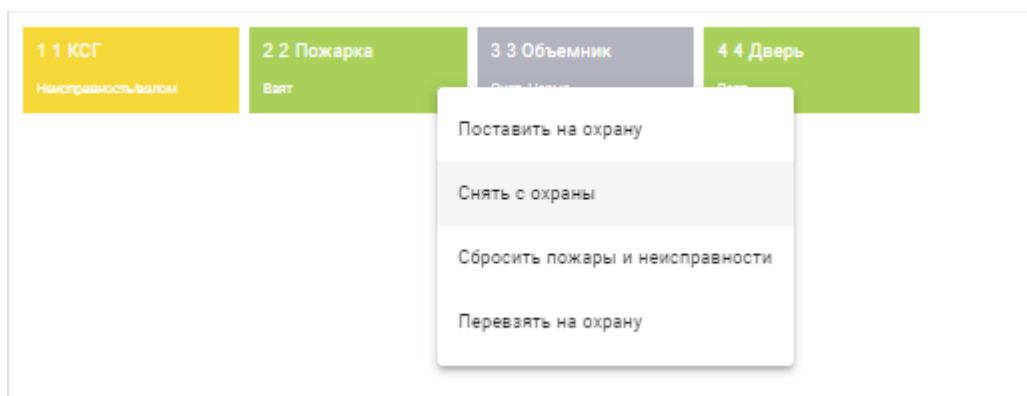 1 1 КСГ
Неисправность/взлом
2 2 Пожарка
Взят
3 3 Объемник
4 4 Дверь
Поставить на охрану
Снять с охраны
Сбросить пожары и неисправности
Перевзять на охрану